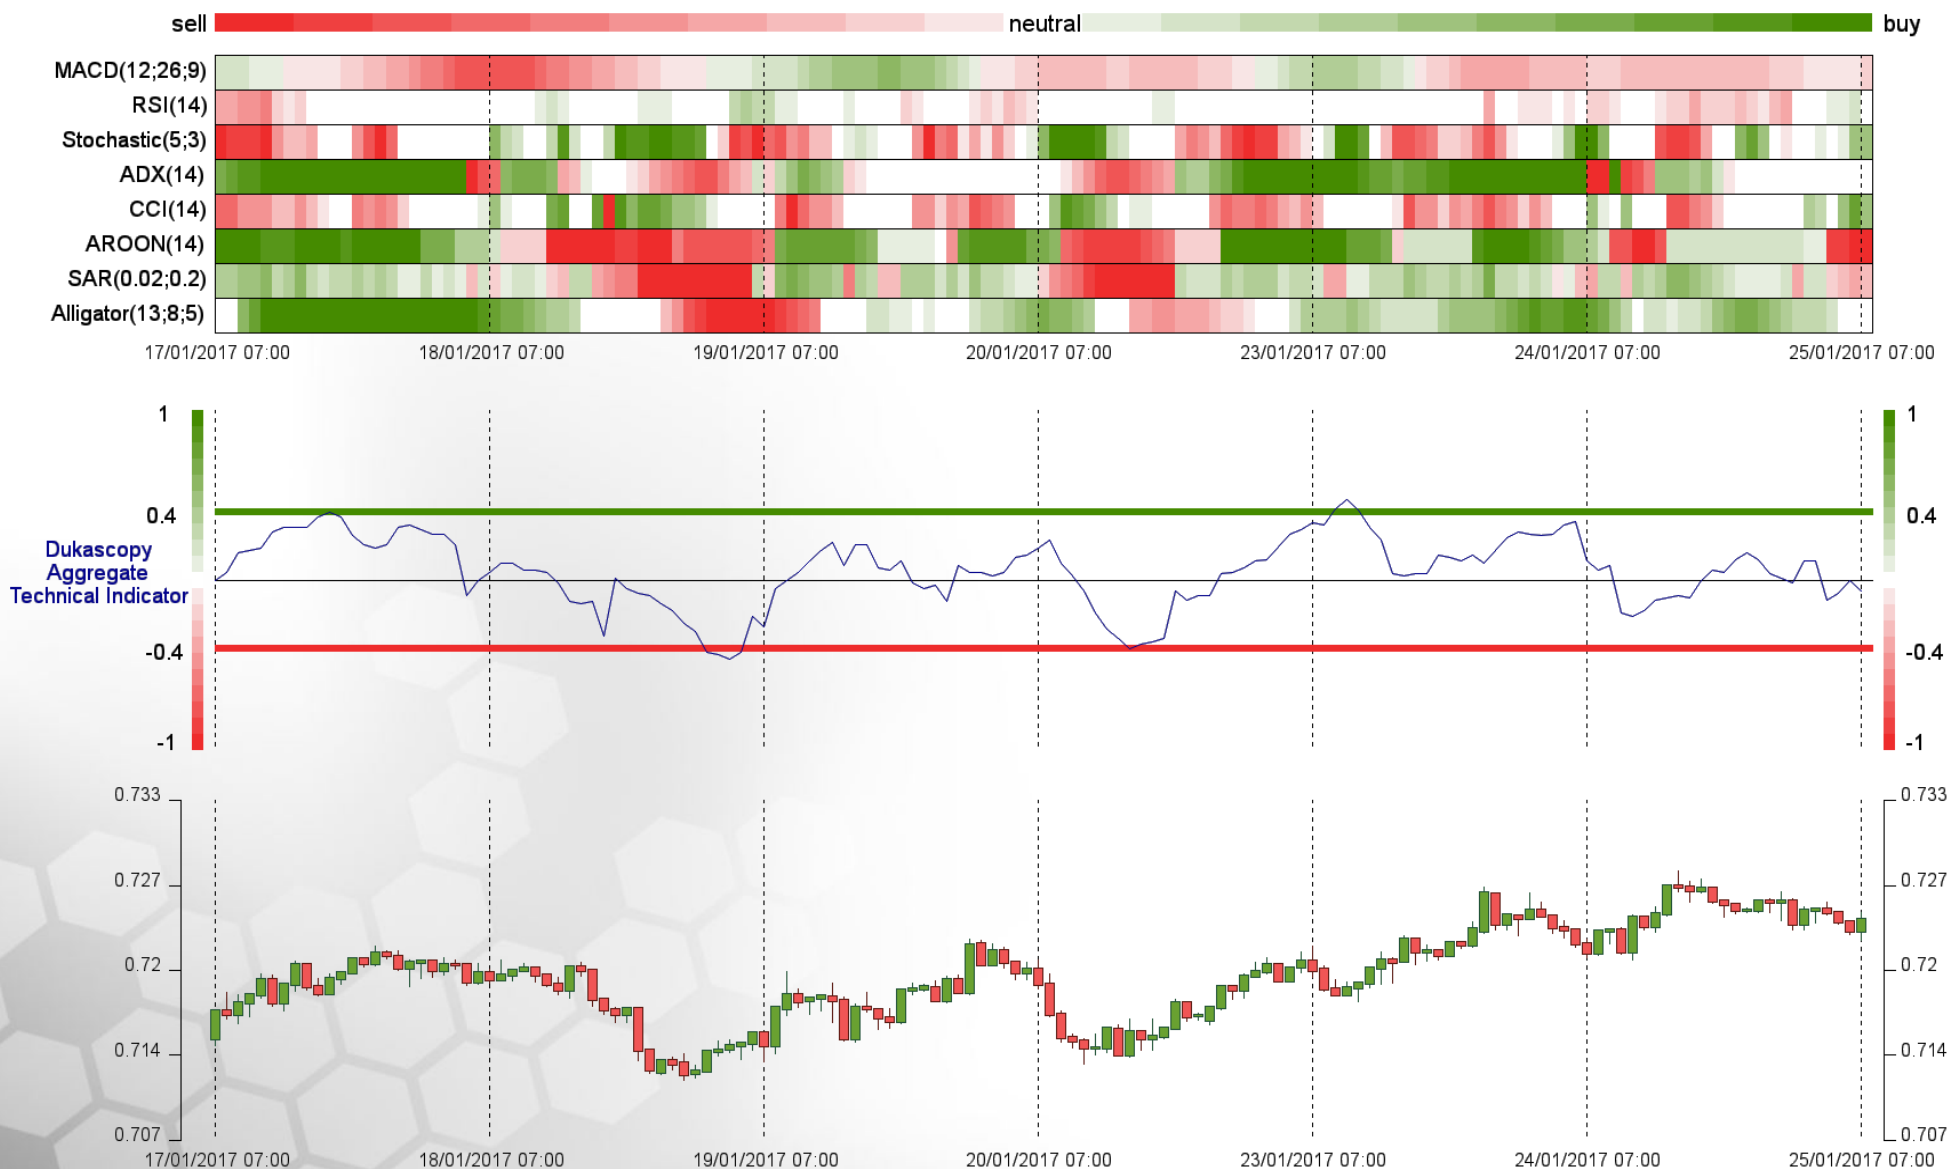 sell neutral buy
MACD(12;26;9)
RSI(14)
Stochastic(5;3)
ADX(14)
CCI(14)
AROON(14)
SAR(0.02;0.2)
Alligator(13;8;5)
17/01/2017 07:00 18/01/2017 07:00 19/01/2017 07:00 20/01/2017 07:00 23/01/2017 07:00 24/01/2017 07:00 25/01/2017 07:00
1 1
0.4 0.4
Dukascopy
Aggregate
Technical Indicator
-0.4 -0.4
-1 -1
0.733 0.733
0.727 0.727
0.72 0.72
0.714 0.714
0.707 0.707
17/01/2017 07:00 18/01/2017 07:00 19/01/2017 07:00 20/01/2017 07:00 23/01/2017 07:00 24/01/2017 07:00 25/01/2017 07:00